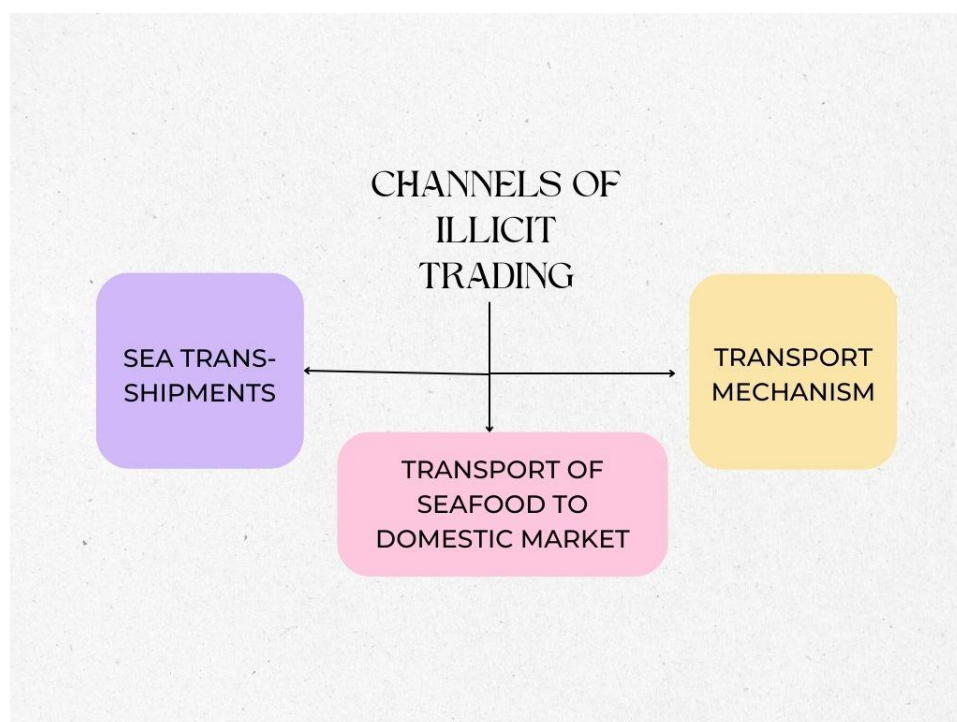 CHANNELS OF
ILLICIT
TRADING
SEA TRANS-
SHIPMENTS
TRANSPORT
MECHANISM
TRANSPORT OF
SEAFOOD TO
DOMESTIC MARKET